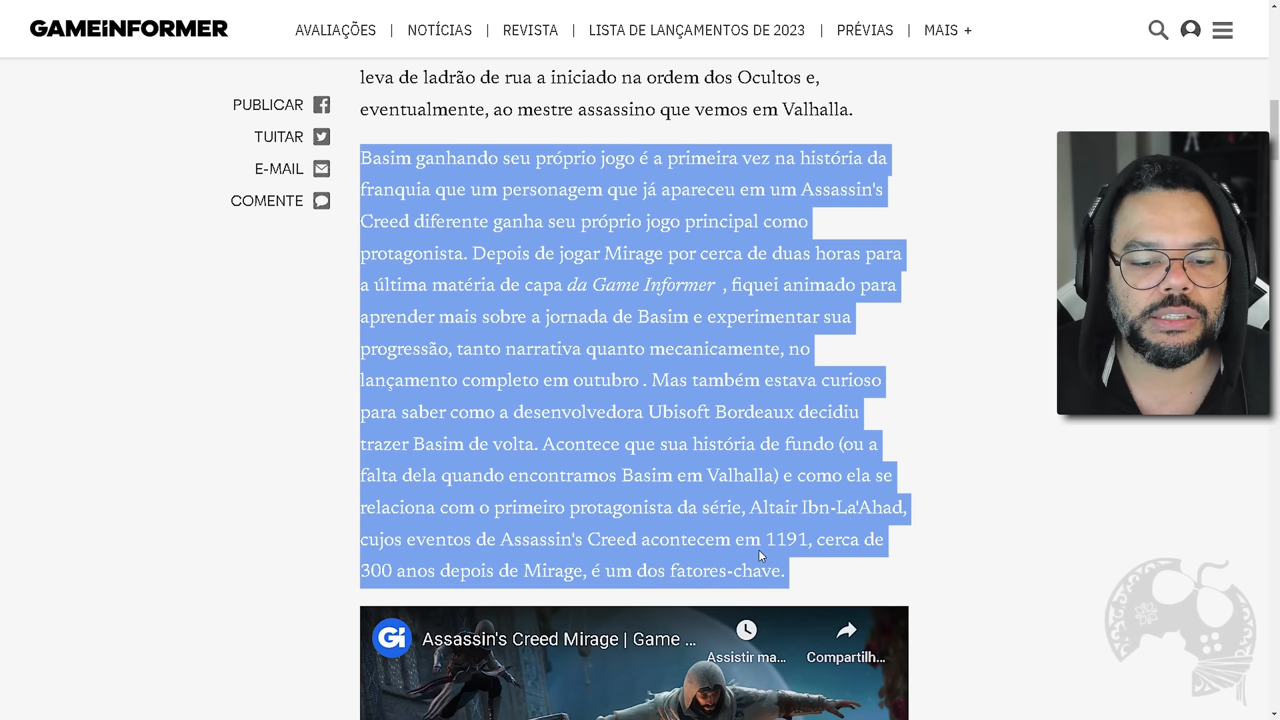 GAMEINFORMER
AVALIAÇÕES | NOTÍCIAS | REVISTA | LISTA DE LANÇAMENTOS DE 2023 | PRÉVIAS | MAIS +
PUBLICAR
TUITAR
E-MAIL
COMENTE
leva de ladrão de rua a iniciado na ordem dos Ocultos e,
eventualmente, ao mestre assassino que vemos em Valhalla.
Basim ganhando seu próprio jogo é a primeira vez na história da
franquia que um personagem que já apareceu em um Assassin's
Creed diferente ganha seu próprio jogo principal como
protagonista. Depois de jogar Mirage por cerca de duas horas para
a última matéria de capa da Game Informer , fiquei animado para
aprender mais sobre a jornada de Basim e experimentar sua
progressão, tanto narrativa quanto mecanicamente, no
lançamento completo em outubro . Mas também estava curioso
para saber como a desenvolvedora Ubisoft Bordeaux decidiu
trazer Basim de volta. Acontece que sua história de fundo (ou a
falta dela quando encontramos Basim em Valhalla) e como ela se
relaciona com o primeiro protagonista da série, Altair Ibn-La'Ahad,
cujos eventos de Assassin's Creed acontecem em 1191, cerca de
300 anos depois de Mirage, é um dos fatores-chave.
Gi Assassin's Creed Mirage | Game ...
Assistir ma... Compartilh...